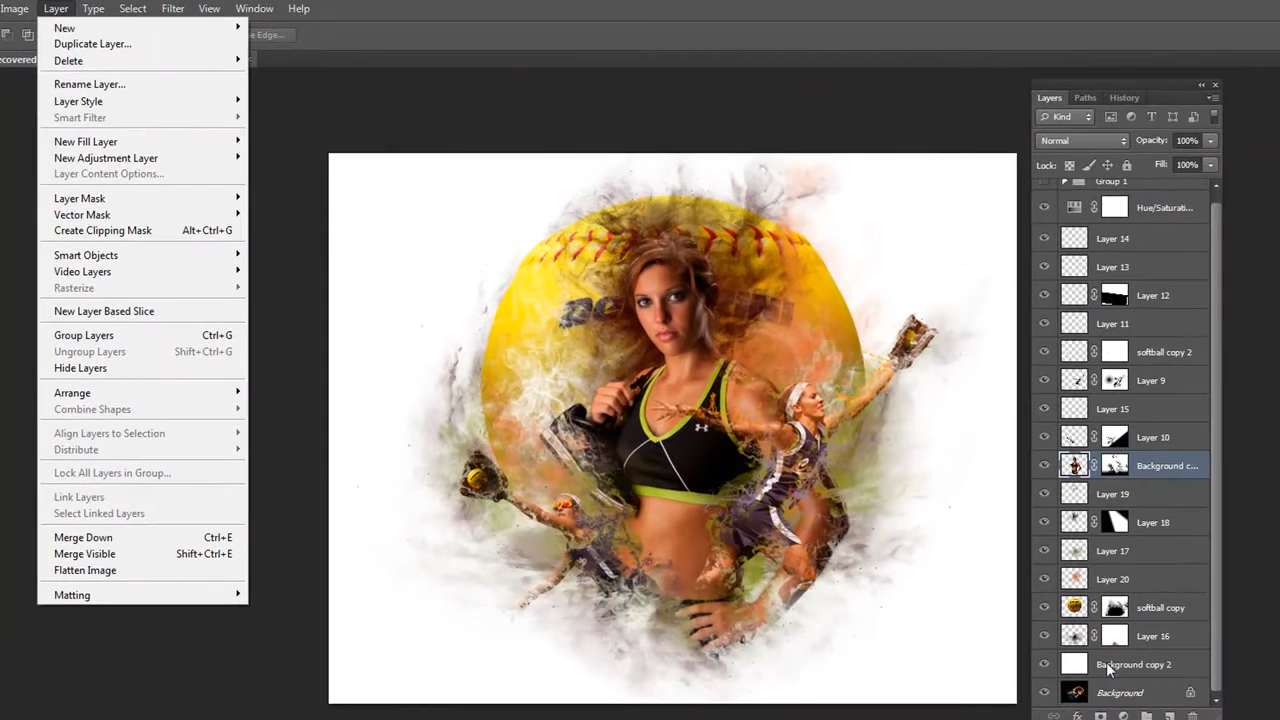 Image Layer Type Select Filter View Window Help
e Edge...
ecovered
New
Duplicate Layer...
Delete
Rename Layer...
Layer Style
Smart Filter
New Fill Layer
New Adjustment Layer
Layer Content Options...
Layer Mask
Vector Mask
Create Clipping Mask Alt+Ctrl+G
Smart Objects
Video Layers
Rasterize
New Layer Based Slice
Group Layers Ctrl+G
Ungroup Layers Shift+Ctrl+G
Hide Layers
Arrange
Combine Shapes
Align Layers to Selection
Distribute
Lock All Layers in Group...
Link Layers
Select Linked Layers
Merge Down Ctrl+E
Merge Visible Shift+Ctrl+E
Flatten Image
Matting
Layers Paths History
Kind
Normal Opacity: 100%
Lock: Fill: 100%
Group 1
Hue/Saturati...
Layer 14
Layer 13
Layer 12
Layer 11
softball copy 2
Layer 9
Layer 15
Layer 10
Background c...
Layer 19
Layer 18
Layer 17
Layer 20
softball copy
Layer 16
Background copy 2
Background